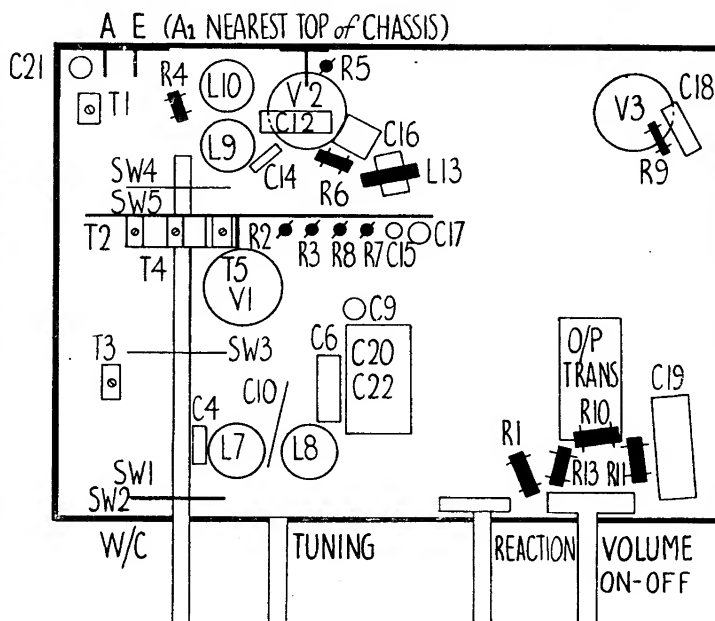 A E (A1 NEAREST TOP of CHASSIS)
C21
R4
L10
R5
V2
C18
T1
C12
V3
L9
C16
C14
R6
L13
R9
SW4
SW5
T2
R2
R3
R8
R7
C15
C17
T4
T5
V1
C9
T3
SW3
C6
C20
C22
O/P
TRANS
C19
C10
C4
R10
R1
L7
L8
R13
R11
SW1
SW2
W/C
TUNING
REACTION
VOLUME
ON-OFF